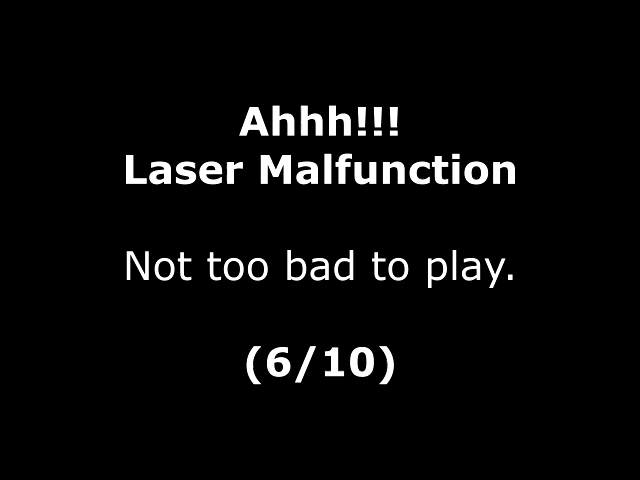 Ahhh!!!
Laser Malfunction
Not too bad to play.
(6/10)